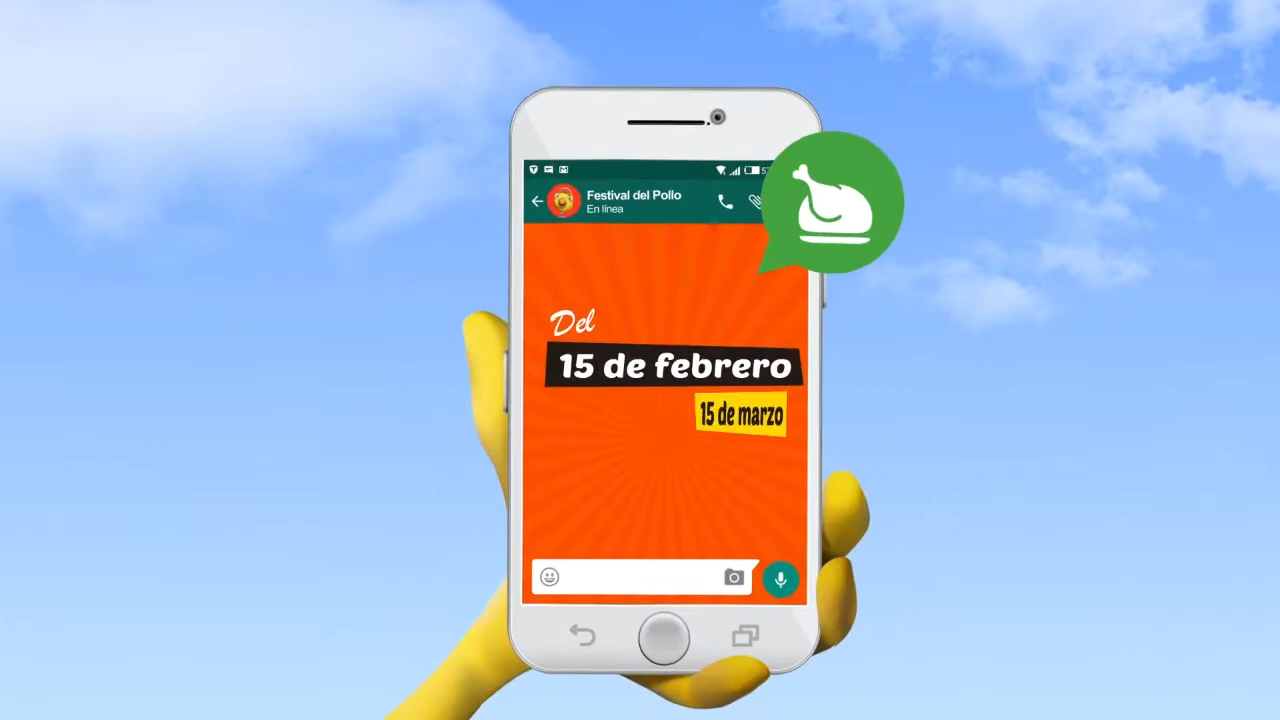 Festival del Pollo
En línea
Del
15 de febrero
15 de marzo